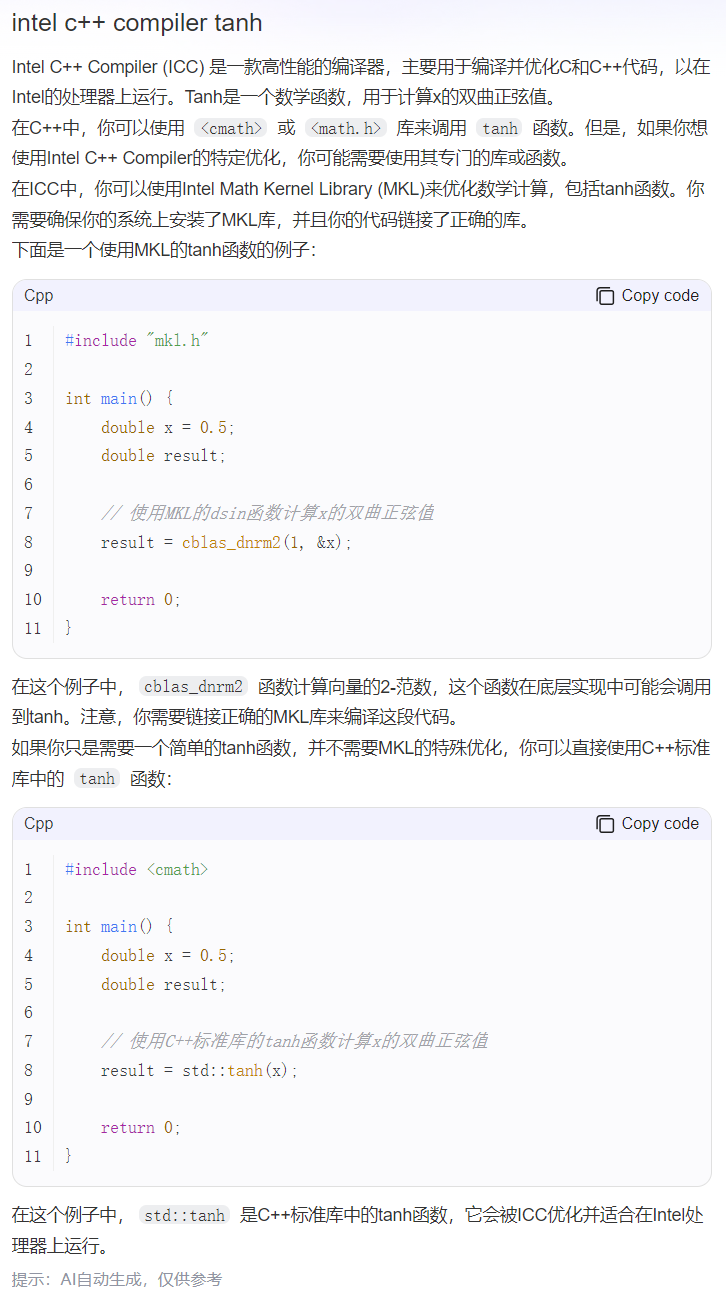 intel c++ compiler tanh
Intel C++ Compiler (ICC) 是一款高性能的编译器，主要用于编译并优化C和C++代码，以在
Intel的处理器上运行。Tanh是一个数学函数，用于计算x的双曲正弦值。
在C++中，你可以使用 <cmath> 或 <math.h> 库来调用 tanh 函数。但是，如果你想
使用Intel C++ Compiler的特定优化，你可能需要使用其专门的库或函数。
在ICC中，你可以使用Intel Math Kernel Library (MKL)来优化数学计算，包括tanh函数。你
需要确保你的系统上安装了MKL库，并且你的代码链接了正确的库。
下面是一个使用MKL的tanh函数的例子：
Cpp Copy code
1 #include "mkl.h"
2
3 int main() {
4 double x = 0.5;
5 double result;
6
7 // 使用MKL的dsin函数计算x的双曲正弦值
8 result = cblas_dnrm2(1, &x);
9
10 return 0;
11 }
在这个例子中， cblas_dnrm2 函数计算向量的2-范数，这个函数在底层实现中可能会调用
到tanh。注意，你需要链接正确的MKL库来编译这段代码。
如果你只是需要一个简单的tanh函数，并不需要MKL的特殊优化，你可以直接使用C++标准
库中的 tanh 函数：
Cpp Copy code
1 #include <cmath>
2
3 int main() {
4 double x = 0.5;
5 double result;
6
7 // 使用C++标准库的tanh函数计算x的双曲正弦值
8 result = std::tanh(x);
9
10 return 0;
11 }
在这个例子中， std::tanh 是C++标准库中的tanh函数，它会被ICC优化并适合在Intel处
理器上运行。
提示：AI自动生成，仅供参考